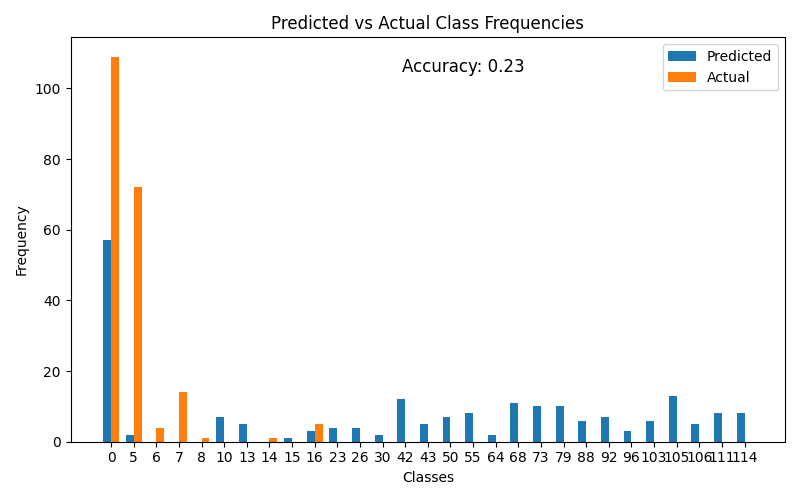 Predicted vs Actual Class Frequencies
Accuracy: 0.23
Predicted
Actual
Frequency
100
80
60
40
20
0
0 5 6 7 8 10 13 14 15 16 23 26 30 42 43 50 55 64 68 73 79 88 92 96 103 105 106 111 114
Classes